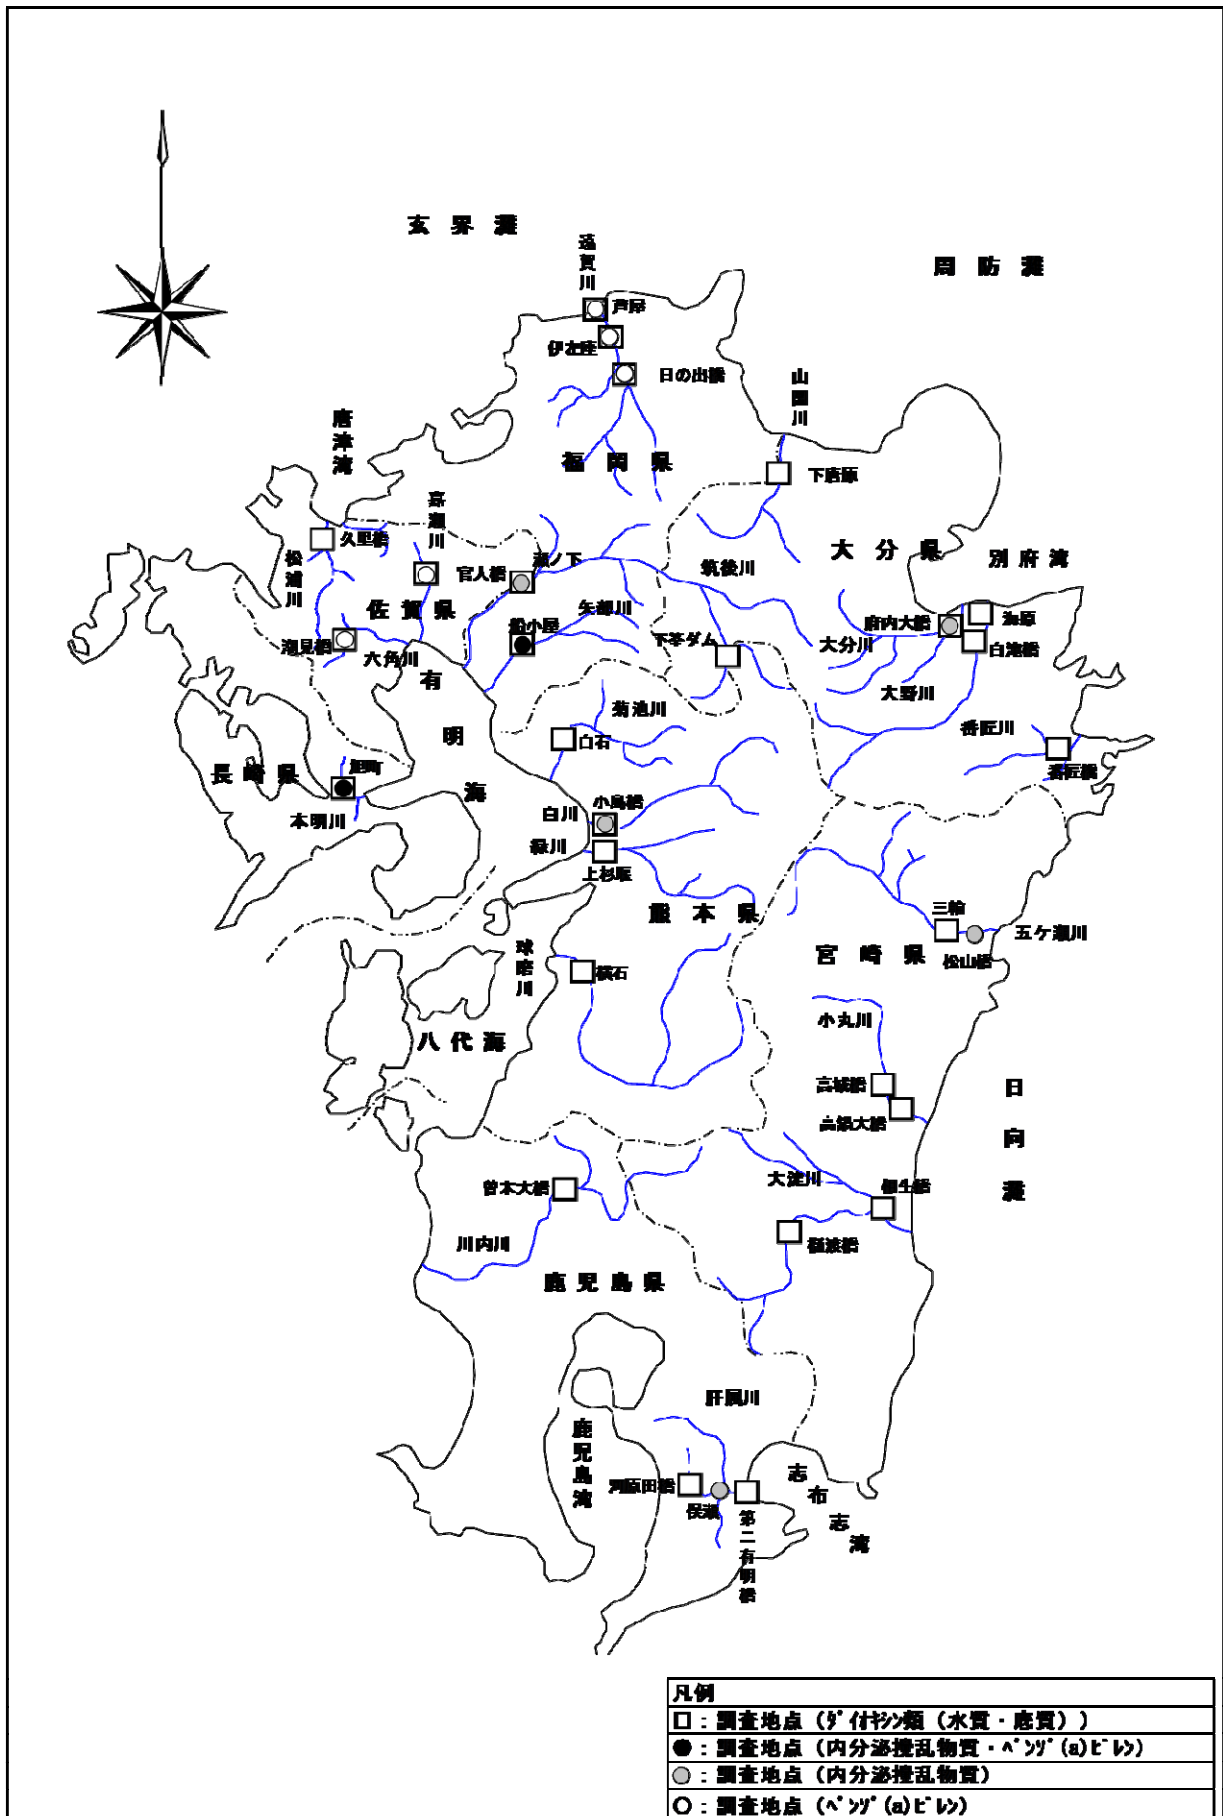 玄界灘
遠賀川
周防灘
芦屋
伊左座
日の出橋
山国川
唐津湾
福岡県
下唐原
嘉瀬川
久里橋
松浦川
官人橋
瀬ノ下
筑後川
大分県
別府湾
佐賀県
矢部川
船小屋
府内大橋
海原
潮見橋
六角川
下筌ダム
大分川
白滝橋
有明海
菊池川
大野川
番匠川
白石
番匠橋
長崎県
旭町
本明川
白川
小島橋
緑川
上杉堰
熊本県
三輪
五ケ瀬川
宮崎県
松山橋
球磨川
横石
八代海
小丸川
高城橋
高鍋大橋
日向灘
曽木大橋
大淀川
相生橋
樋渡橋
川内川
鹿児島県
肝属川
鹿児島湾
河原田橋
俣瀬
第二有明橋
志布志湾
凡例
□：調査地点（ﾀﾞｲｵｷｼﾝ類（水質・底質））
●：調査地点（内分泌攪乱物質・ﾍﾞﾝｿﾞ(a)ﾋﾟﾚﾝ）
○：調査地点（内分泌攪乱物質）
○：調査地点（ﾍﾞﾝｿﾞ(a)ﾋﾟﾚﾝ）